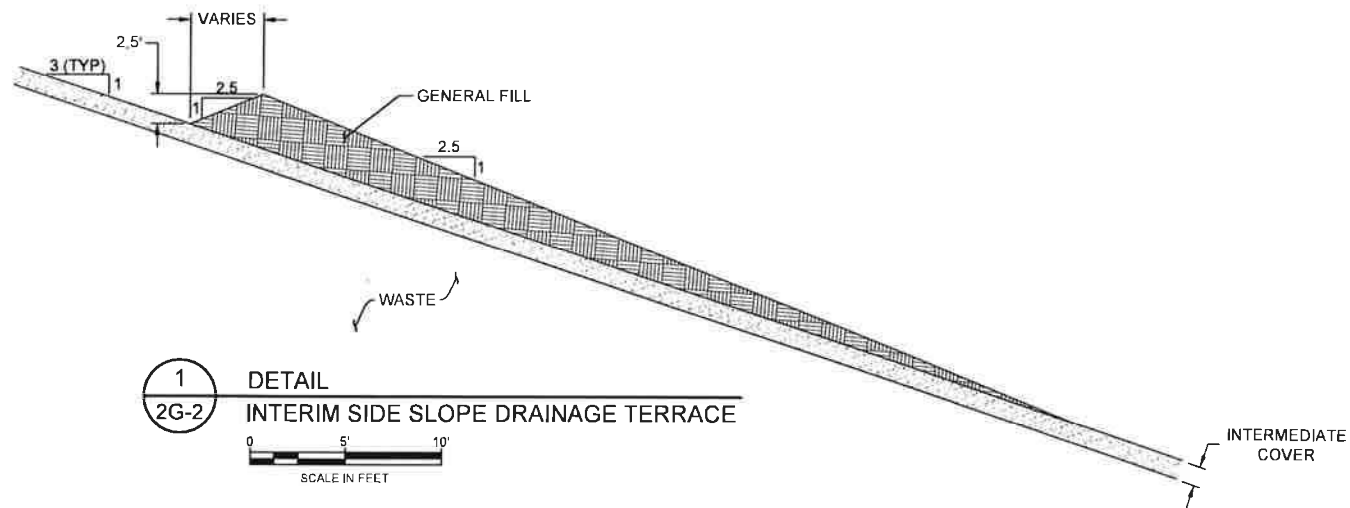 VARIES
2.5'
3 (TYP)
1
2.5
1
GENERAL FILL
2.5
1
WASTE
1
DETAIL
2G-2
INTERIM SIDE SLOPE DRAINAGE TERRACE
0 5' 10'
SCALE IN FEET
INTERMEDIATE
COVER